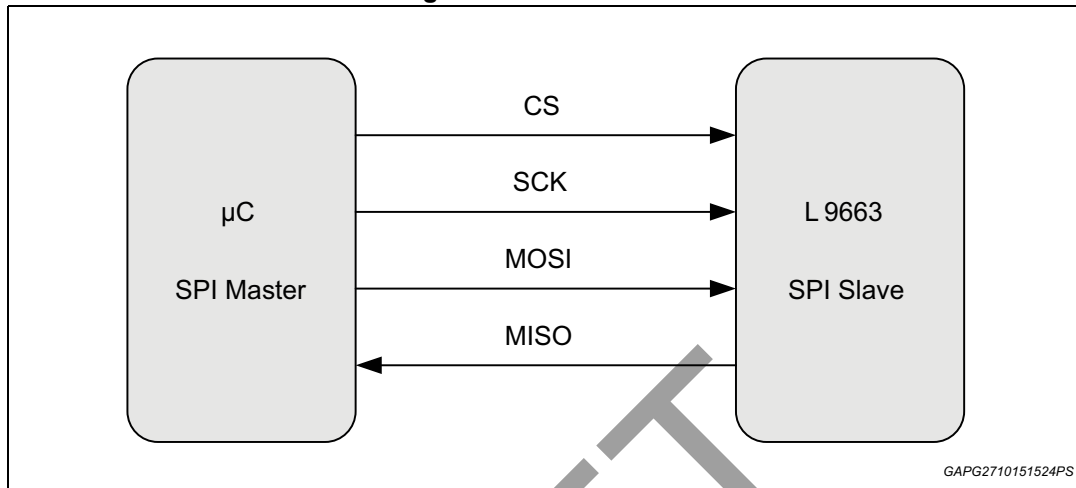 CS
SCK
µC
L 9663
MOSI
SPI Master
SPI Slave
MISO
GAPG2710151524PS